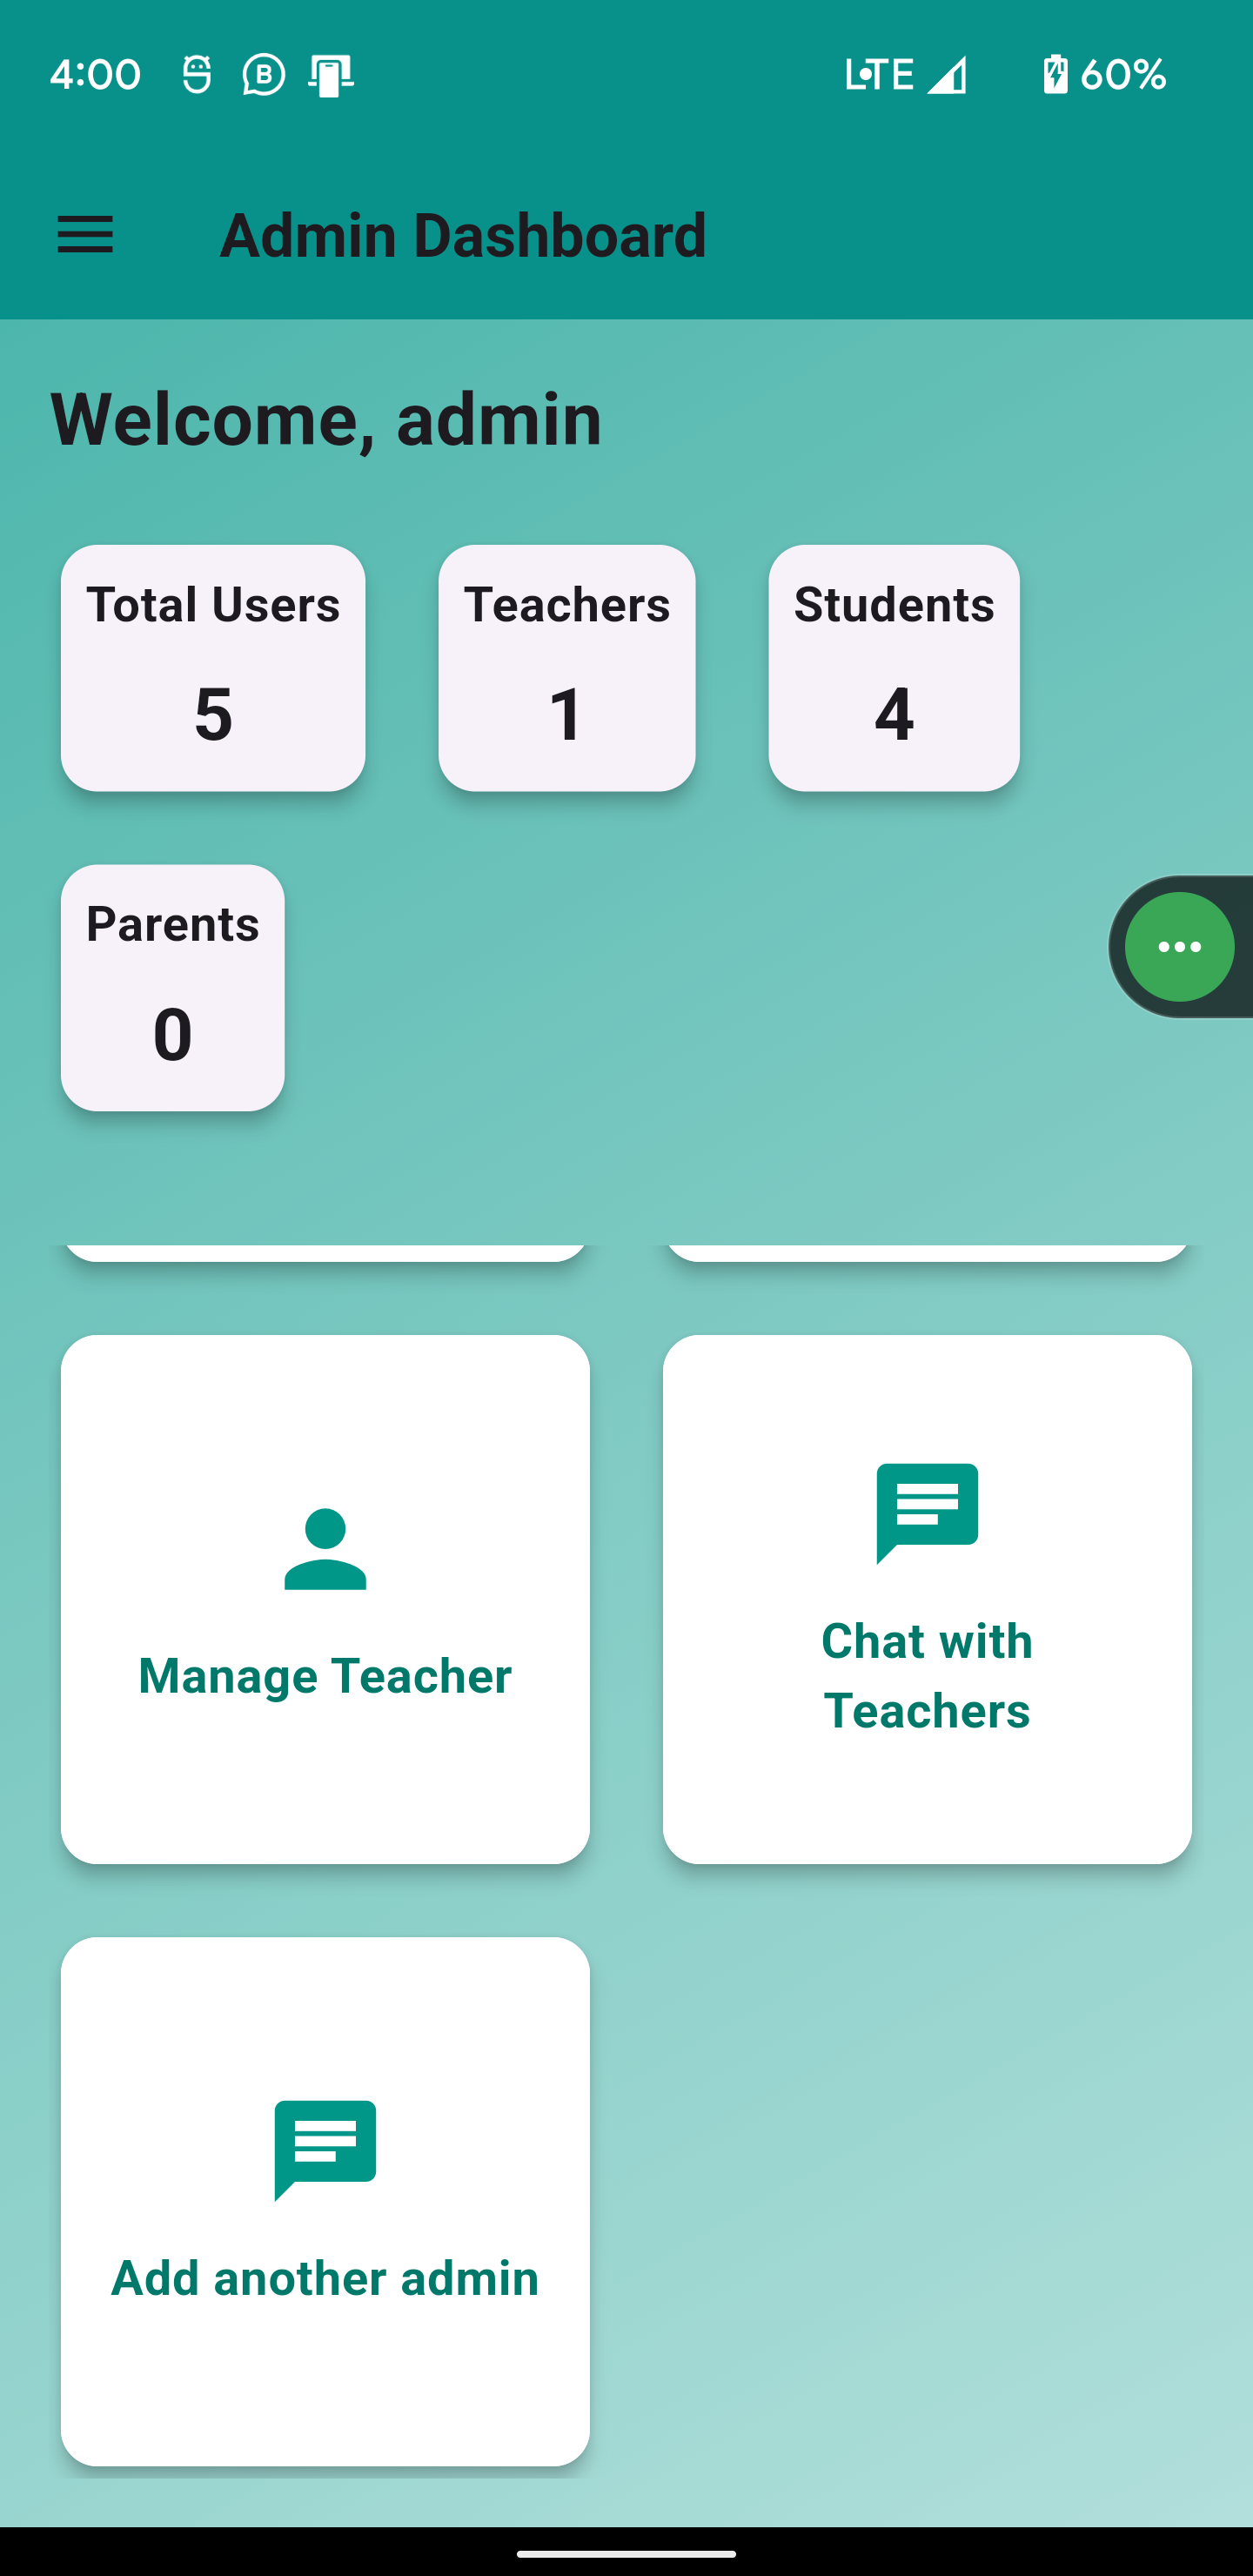 4:00 B LTE 60%
Admin Dashboard
Welcome, admin
Total Users Teachers Students
5 1 4
Parents
0
Manage Teacher
Chat with
Teachers
Add another admin